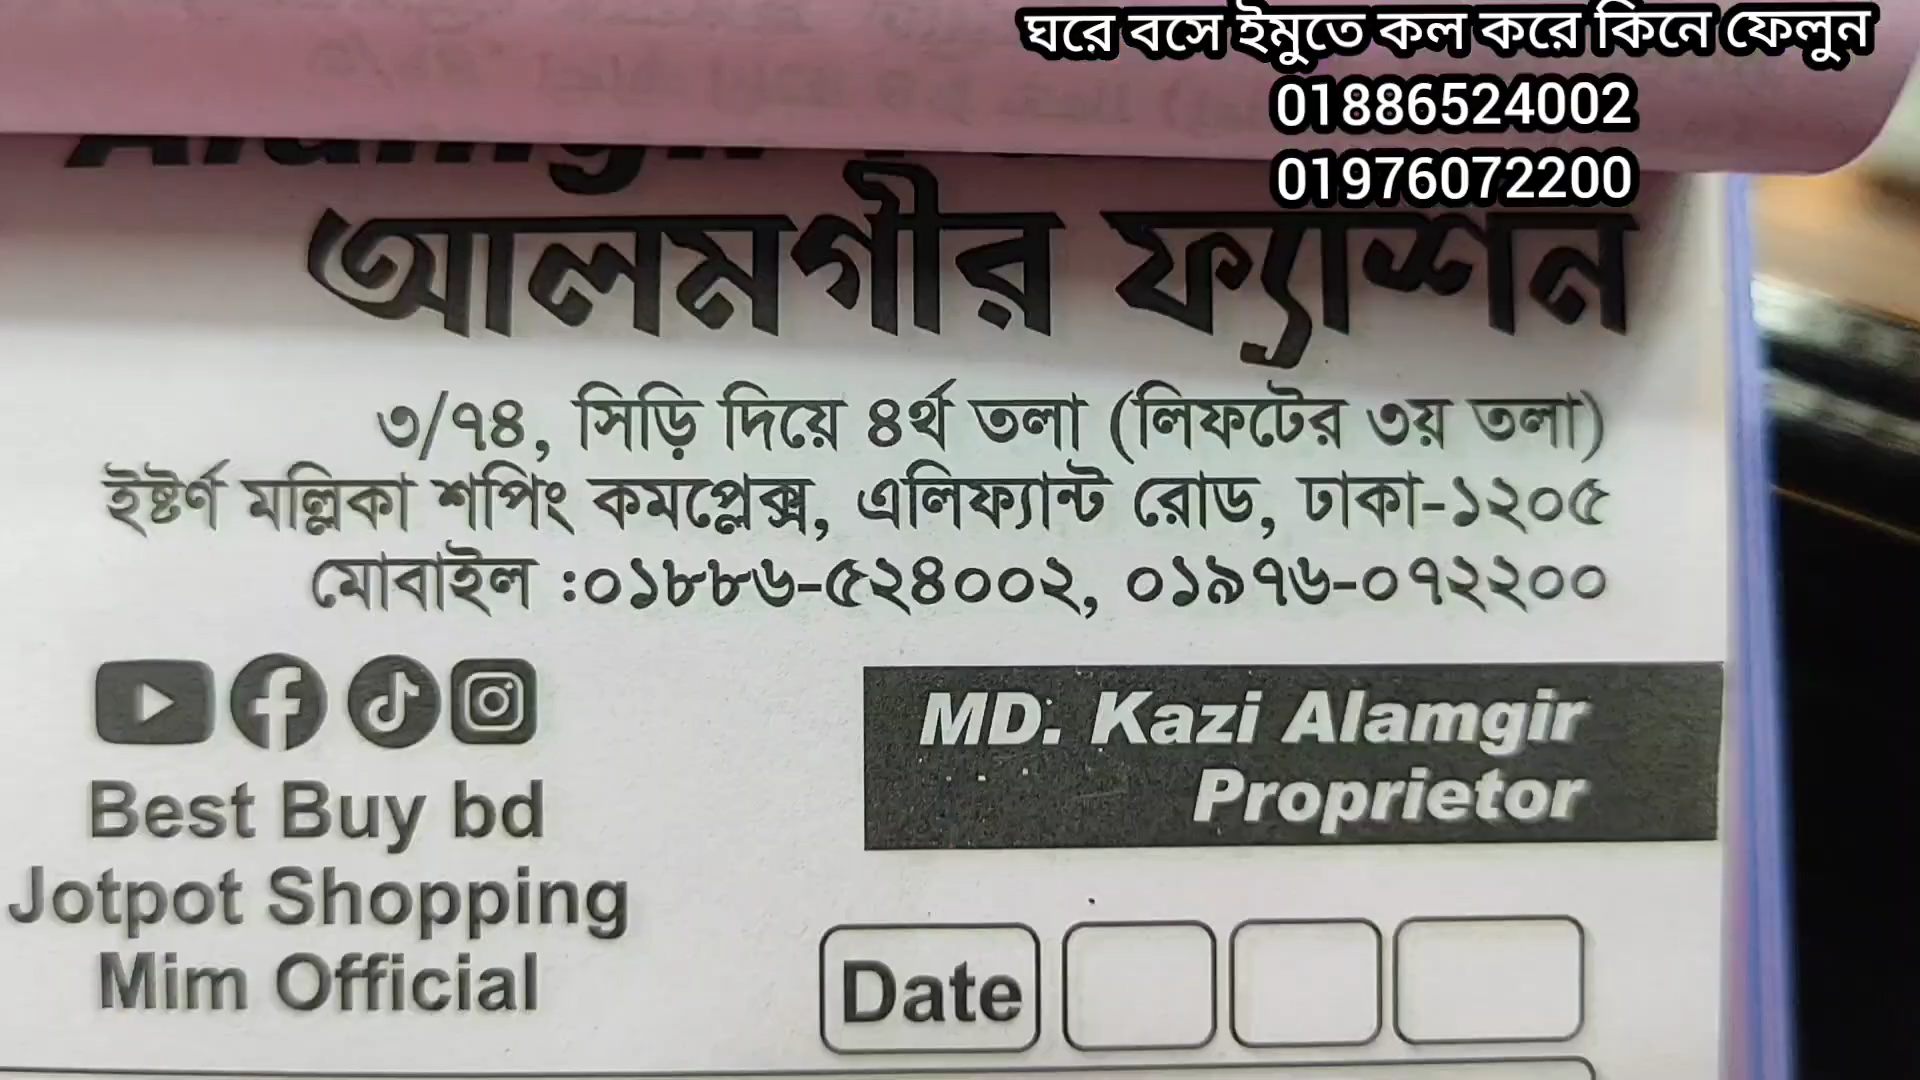 ঘরে বসে ইমুতে কল করে কিনে ফেলুন
01886524002
01976072200
আলমগীর ফ্যাশন
৩/৭৪, সিড়ি দিয়ে ৪র্থ তলা (লিফটের ৩য় তলা)
ইষ্টর্ণ মল্লিকা শপিং কমপ্লেক্স, এলিফ্যান্ট রোড, ঢাকা-১২০৫
মোবাইল :০১৮৮৬-৫২৪০০২, ০১৯৭৬-০৭২২০০
Best Buy bd
Jotpot Shopping
Mim Official
MD. Kazi Alamgir
Proprietor
Date